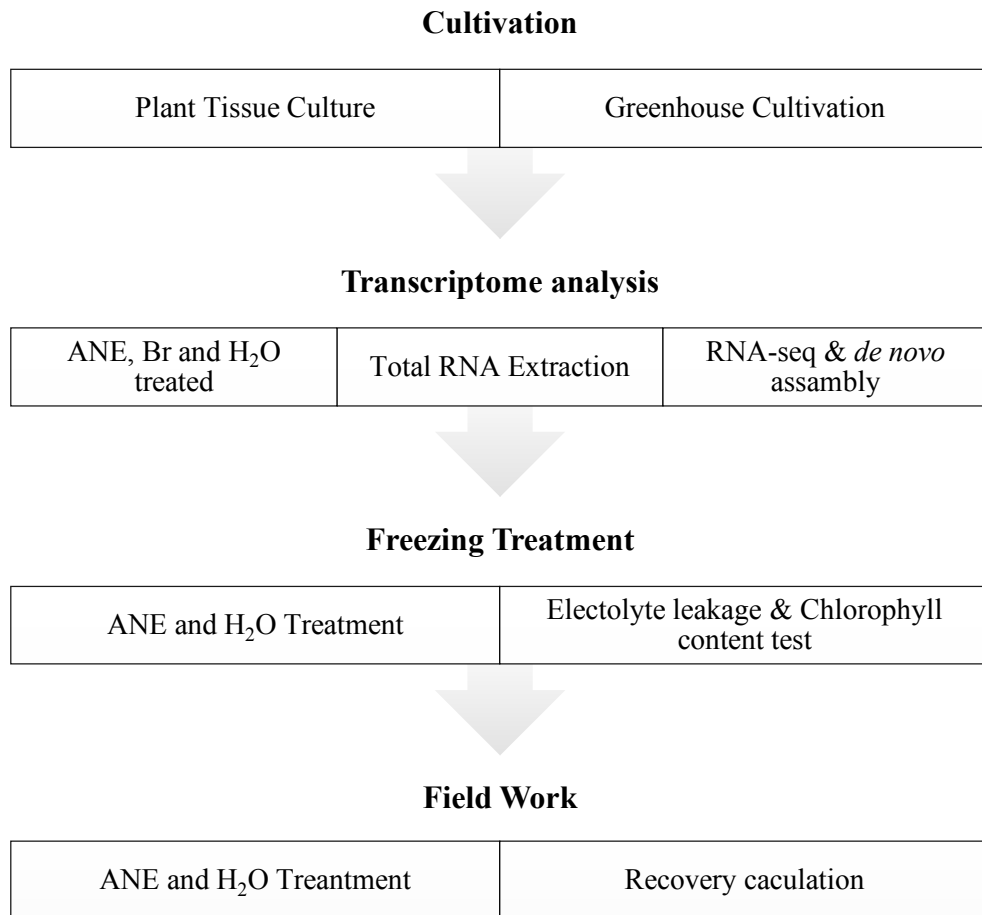 Cultivation
Plant Tissue Culture
Greenhouse Cultivation
Transcriptome analysis
ANE, Br and H₂O
treated
Total RNA Extraction
RNA-seq & de novo
assambly
Freezing Treatment
ANE and H₂O Treatment
Electolyte leakage & Chlorophyll
content test
Field Work
ANE and H₂O Treantment
Recovery caculation